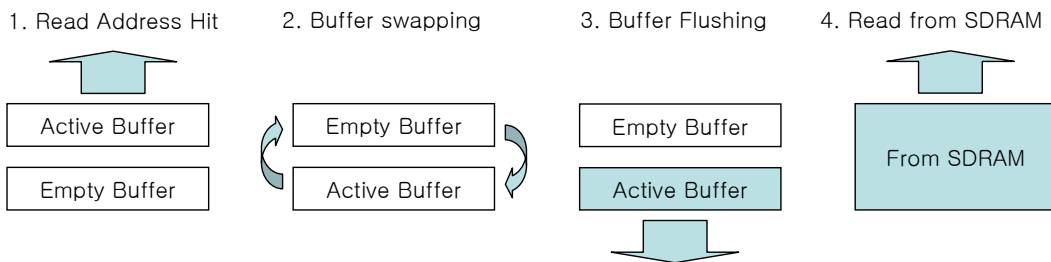 1. Read Address Hit
2. Buffer swapping
3. Buffer Flushing
4. Read from SDRAM
Active Buffer
Empty Buffer
Empty Buffer
Active Buffer
Empty Buffer
Active Buffer
From SDRAM